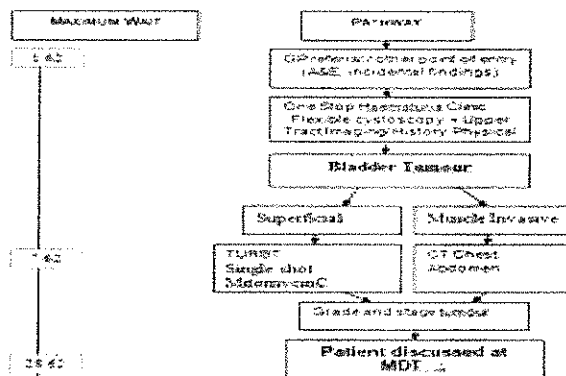 MAXIMUM WAIT
PATHWAY
GP referral/other point of entry
(A&E, incidental findings)
One Stop Haematuria Clinic
Flexible cystoscopy + Upper
Tract Imaging/History Physical
Bladder Tumour
Superficial
Muscle Invasive
TURBT
Single shot
MitomycinC
CT Chest
Abdomen
Grade and stage tumour
Patient discussed at
MDT